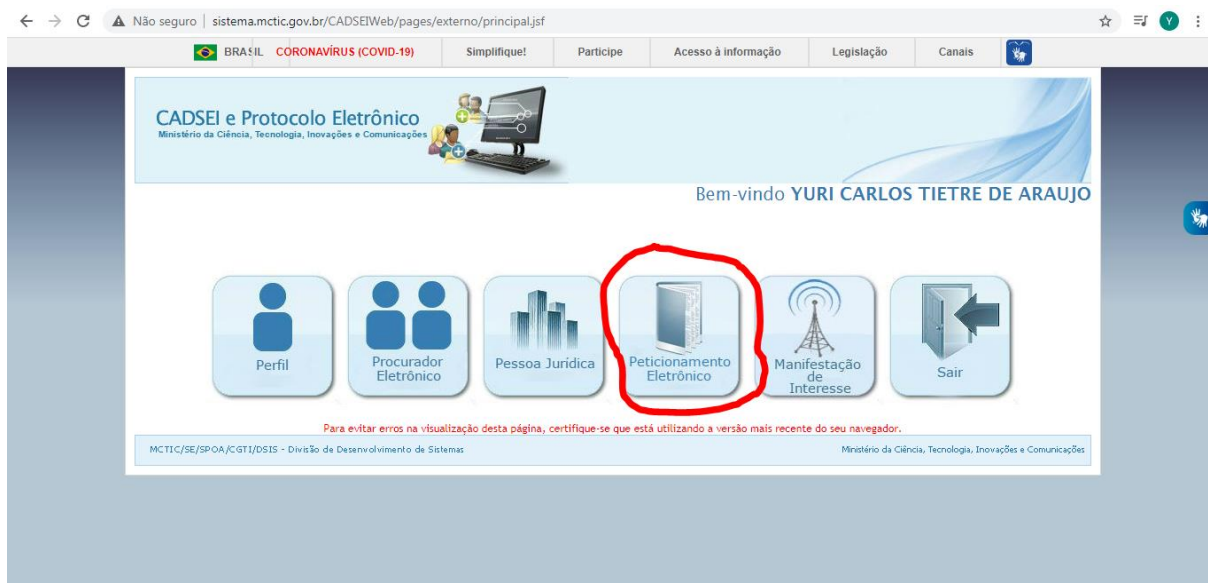 Não seguro | sistema.mctic.gov.br/CADSEIWeb/pages/externo/principal.jsf
Y
BRASIL CORONAVÍRUS (COVID-19) Simplifique! Participe Acesso à informação Legislação Canais
CADSEI e Protocolo Eletrônico
Ministério da Ciência, Tecnologia, Inovações e Comunicações
Bem-vindo YURI CARLOS TIETRE DE ARAUJO
Perfil
Procurador
Eletrônico
Pessoa Jurídica
Peticionamento
Eletrônico
Manifestação
de
Interesse
Sair
Para evitar erros na visualização desta página, certifique-se que está utilizando a versão mais recente do seu navegador.
MCTIC/SE/SPOA/CGTI/DSIS - Divisão de Desenvolvimento de Sistemas
Ministério da Ciência, Tecnologia, Inovações e Comunicações